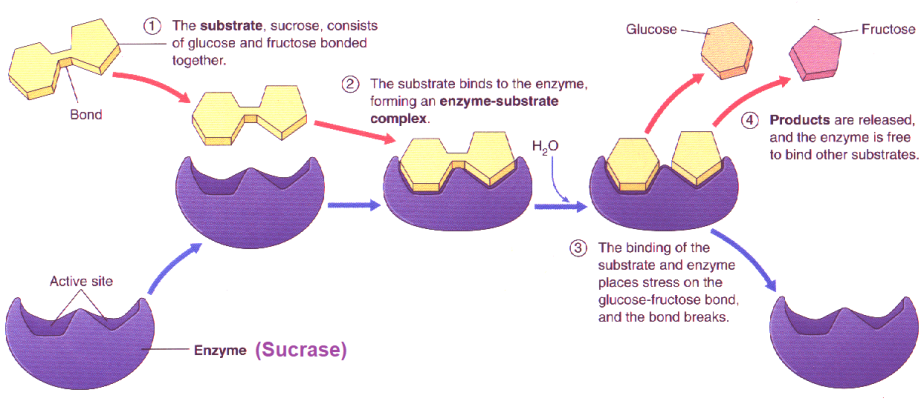 ① The substrate, sucrose, consists
of glucose and fructose bonded
together.
Bond
② The substrate binds to the enzyme,
forming an enzyme-substrate
complex.
H₂O
Glucose
Fructose
④ Products are released,
and the enzyme is free
to bind other substrates.
③ The binding of the
substrate and enzyme
places stress on the
glucose-fructose bond,
and the bond breaks.
Active site
Enzyme (Sucrase)